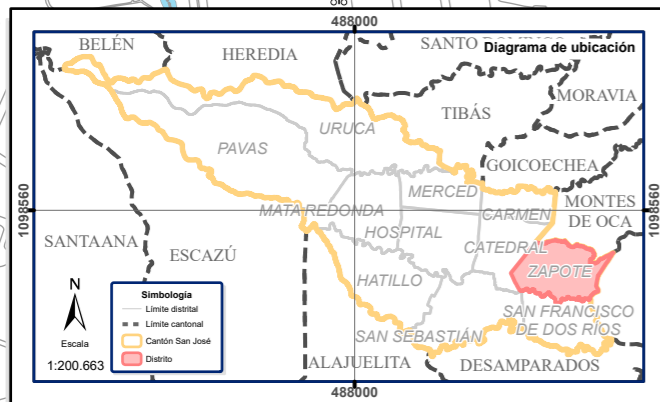 488000
Diagrama de ubicación
BELÉN
HEREDIA
SANTO DOMINGO
MORAVIA
TIBÁS
URUCA
PAVAS
GOICOECHEA
MERCED
MONTES
DE OCA
1098560
1098560
MATA REDONDA
CARMEN
HOSPITAL
CATEDRAL
SANTAANA
ESCAZÚ
ZAPOTE
HATILLO
SAN FRANCISCO
DE DOS RÍOS
SAN SEBASTIÁN
ALAJUELITA
DESAMPARADOS
N
Escala
1:200.663
Simbología
Límite distrital
Límite cantonal
Cantón San José
Distrito
488000